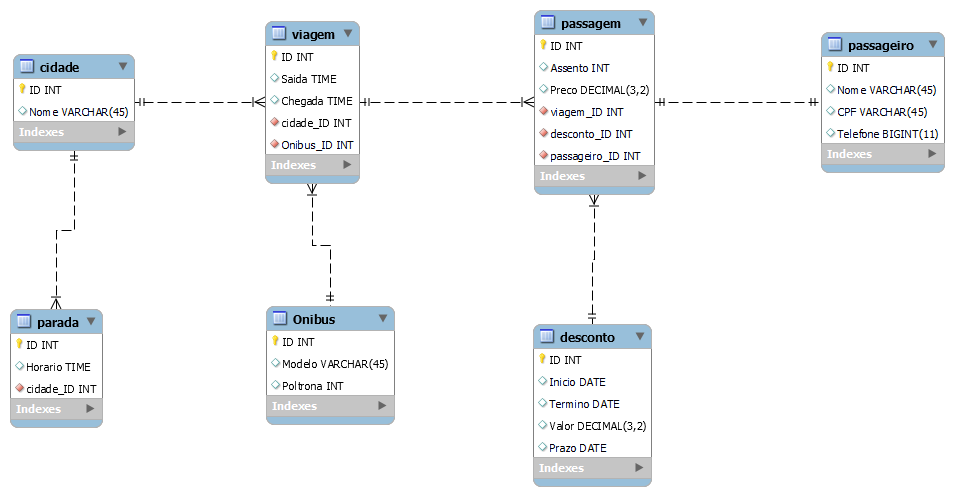 cidade
ID INT
Nome VARCHAR(45)
Indexes
viagem
ID INT
Saida TIME
Chegada TIME
cidade_ID INT
Onibus_ID INT
Indexes
passagem
ID INT
Assento INT
Preco DECIMAL(3,2)
viagem_ID INT
desconto_ID INT
passageiro_ID INT
Indexes
passageiro
ID INT
Nome VARCHAR(45)
CPF VARCHAR(45)
Telefone BIGINT(11)
Indexes
parada
ID INT
Horario TIME
cidade_ID INT
Indexes
Onibus
ID INT
Modelo VARCHAR(45)
Poltrona INT
Indexes
desconto
ID INT
Inicio DATE
Termino DATE
Valor DECIMAL(3,2)
Prazo DATE
Indexes